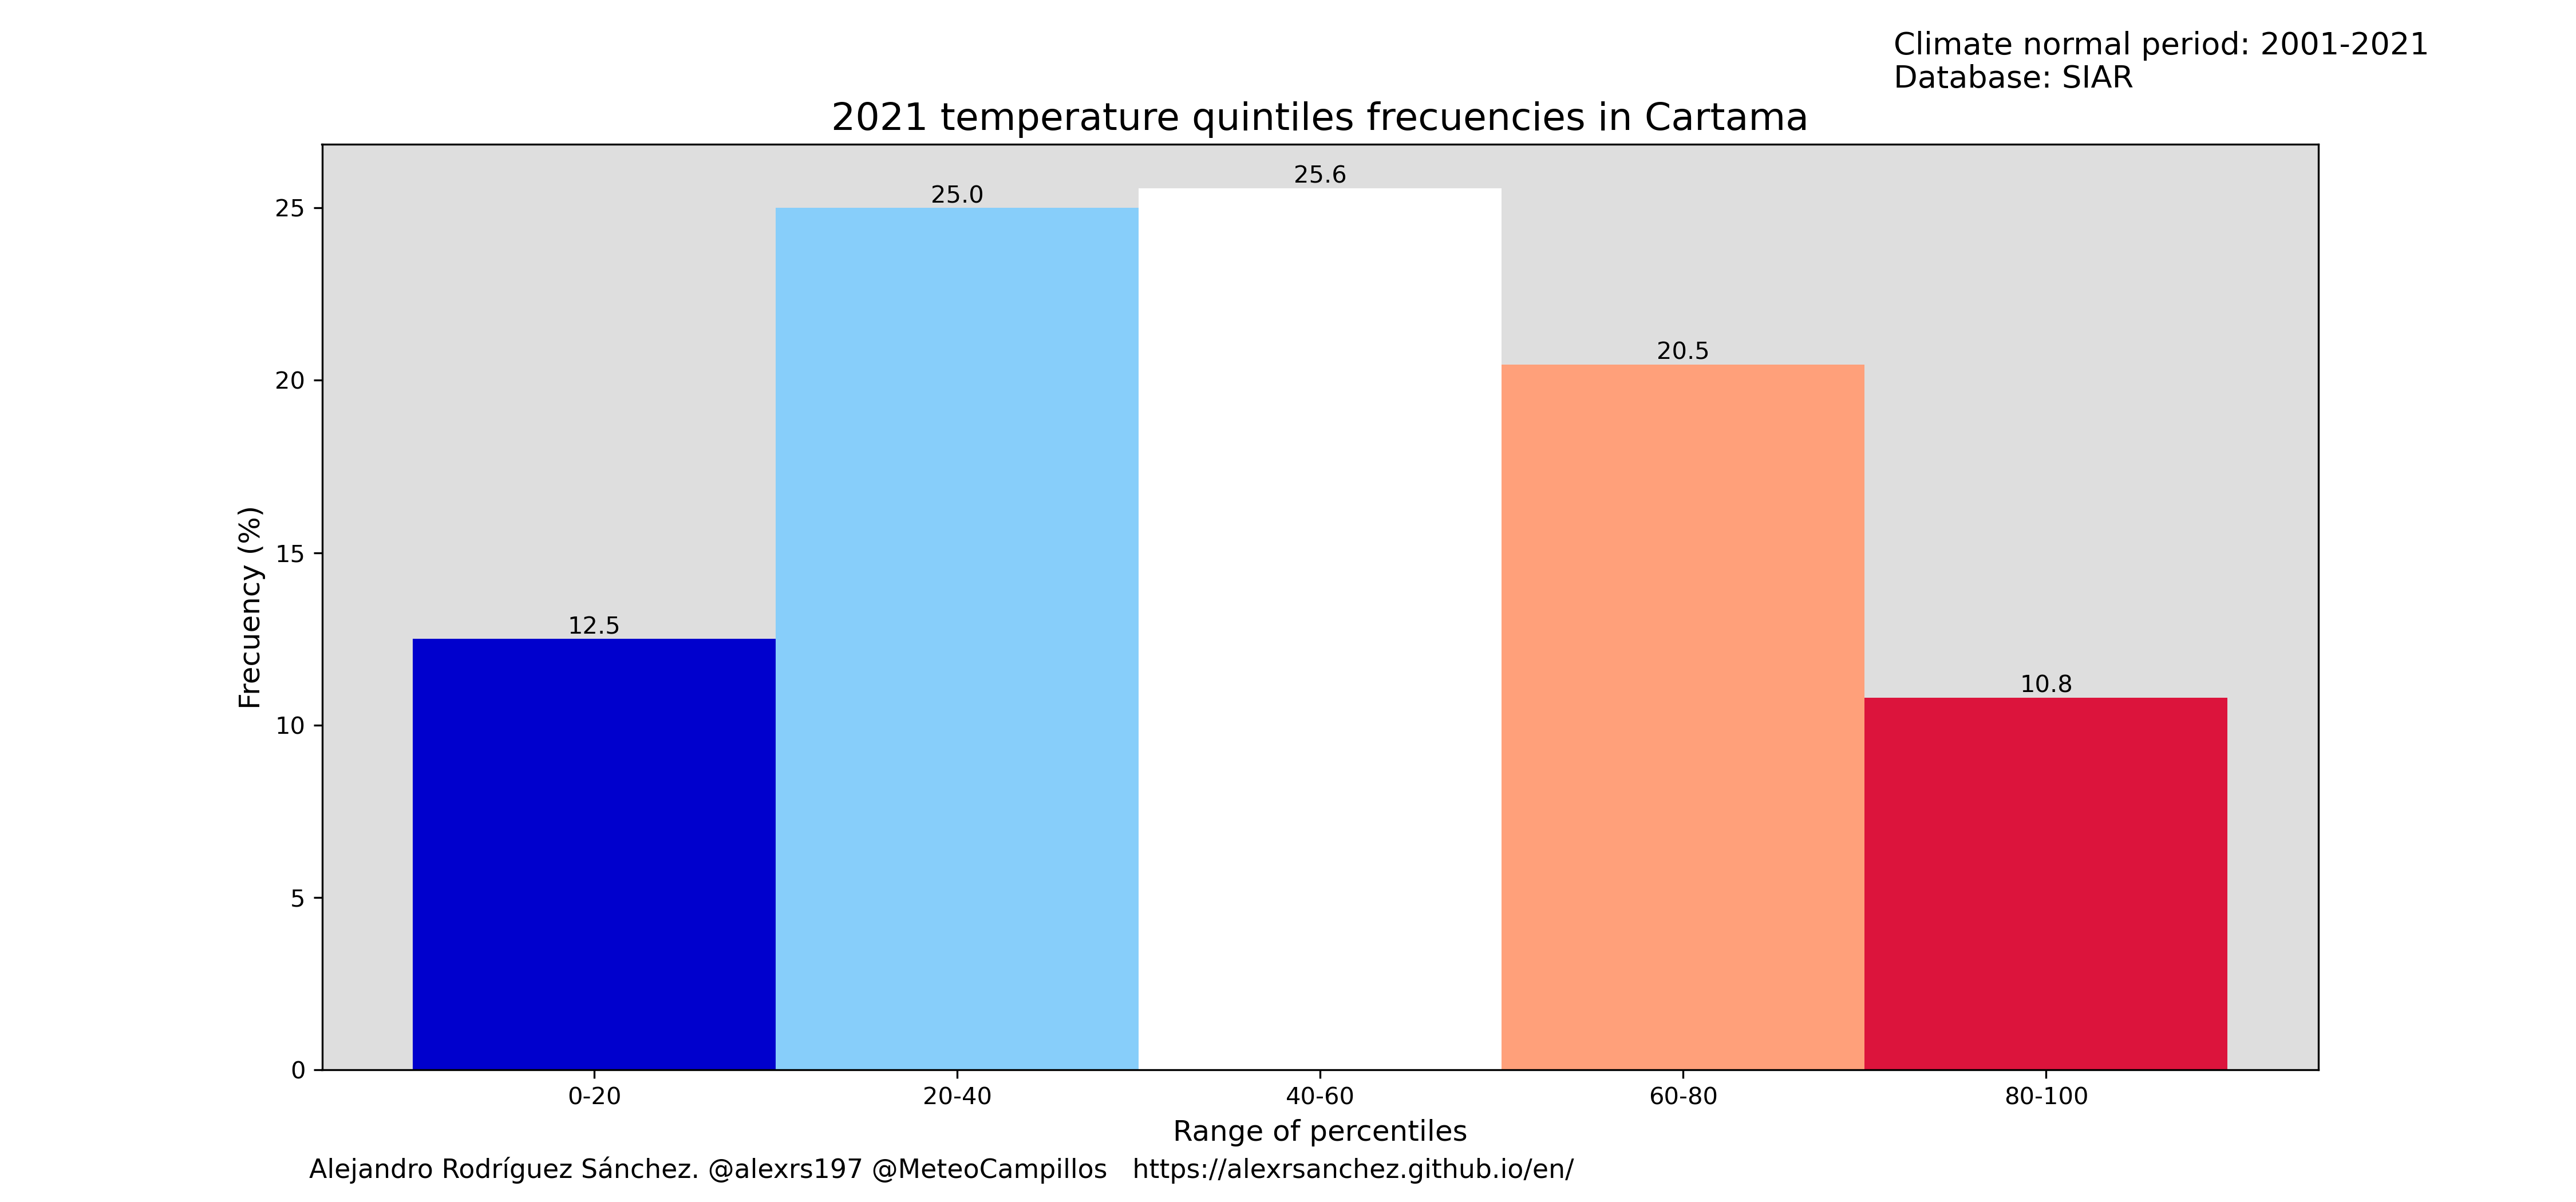 Climate normal period: 2001-2021
Database: SIAR
2021 temperature quintiles frecuencies in Cartama
25.6
25.0
25
20.5
20
15
12.5
10.8
10
5
0
Frecuency (%)
0-20 20-40 40-60 60-80 80-100
Range of percentiles
Alejandro Rodríguez Sánchez. @alexrs197 @MeteoCampillos https://alexrsanchez.github.io/en/